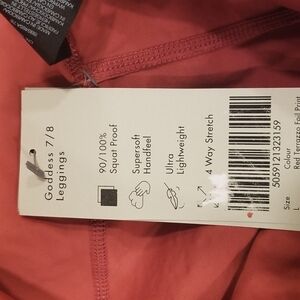 Goddess 7/8
Leggings
90/100%
Squat Proof
Supersoft
Handfeel
Ultra
Lightweight
4 Way Stretch
5059121323159
Colour
Red Terrazzo Foil Print
Size
L